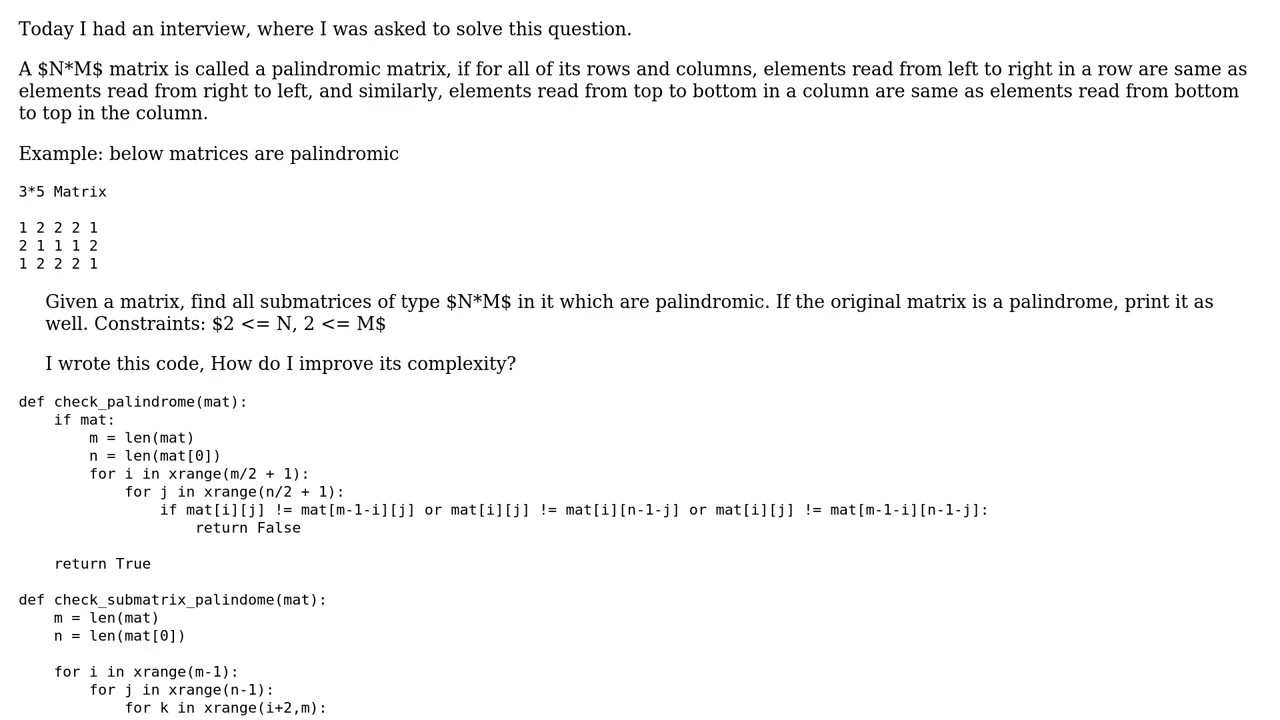 Today I had an interview, where I was asked to solve this question.
A $N*M$ matrix is called a palindromic matrix, if for all of its rows and columns, elements read from left to right in a row are same as
elements read from right to left, and similarly, elements read from top to bottom in a column are same as elements read from bottom
to top in the column.
Example: below matrices are palindromic
3*5 Matrix
1 2 2 2 1
2 1 1 1 2
1 2 2 2 1
Given a matrix, find all submatrices of type $N*M$ in it which are palindromic. If the original matrix is a palindrome, print it as
well. Constraints: $2 <= N, 2 <= M$
I wrote this code, How do I improve its complexity?
def check_palindrome(mat):
    if mat:
        m = len(mat)
        n = len(mat[0])
        for i in xrange(m/2 + 1):
            for j in xrange(n/2 + 1):
                if mat[i][j] != mat[m-1-i][j] or mat[i][j] != mat[i][n-1-j] or mat[i][j] != mat[m-1-i][n-1-j]:
                    return False
    return True
def check_submatrix_palindome(mat):
    m = len(mat)
    n = len(mat[0])
    for i in xrange(m-1):
        for j in xrange(n-1):
            for k in xrange(i+2,m):